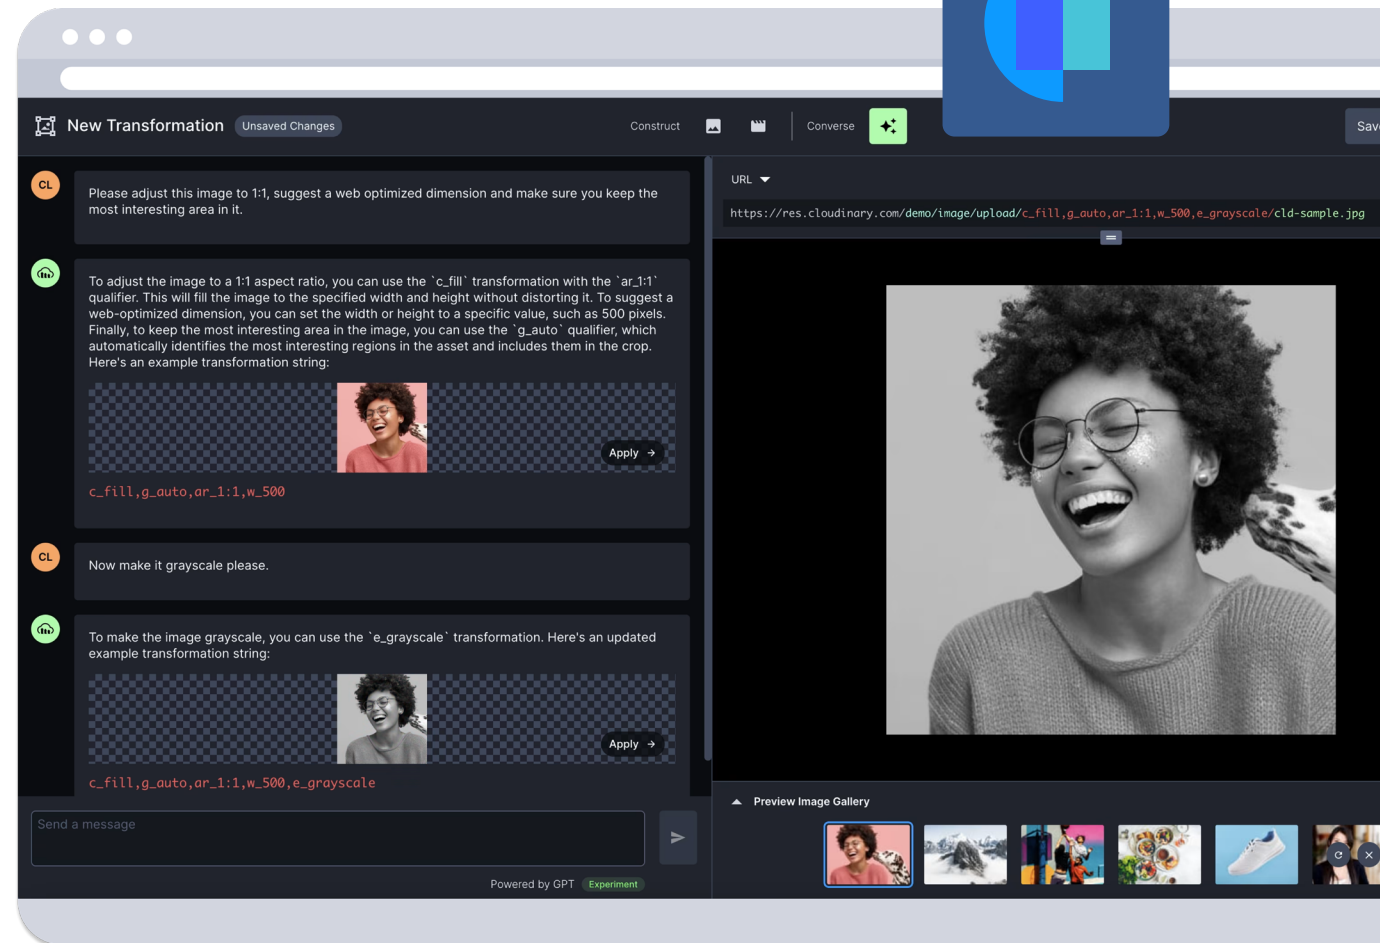 New Transformation
Unsaved Changes
Construct
Converse
Save
CL
Please adjust this image to 1:1, suggest a web optimized dimension and make sure you keep the
most interesting area in it.
To adjust the image to a 1:1 aspect ratio, you can use the `c_fill` transformation with the `ar_1:1`
qualifier. This will fill the image to the specified width and height without distorting it. To suggest a
web-optimized dimension, you can set the width or height to a specific value, such as 500 pixels.
Finally, to keep the most interesting area in the image, you can use the `g_auto` qualifier, which
automatically identifies the most interesting regions in the asset and includes them in the crop.
Here's an example transformation string:
Apply →
c_fill,g_auto,ar_1:1,w_500
CL
Now make it grayscale please.
To make the image grayscale, you can use the `e_grayscale` transformation. Here's an updated
example transformation string:
Apply →
c_fill,g_auto,ar_1:1,w_500,e_grayscale
Send a message
Powered by GPT
Experiment
URL
https://res.cloudinary.com/demo/image/upload/c_fill,g_auto,ar_1:1,w_500,e_grayscale/cld-sample.jpg
Preview Image Gallery